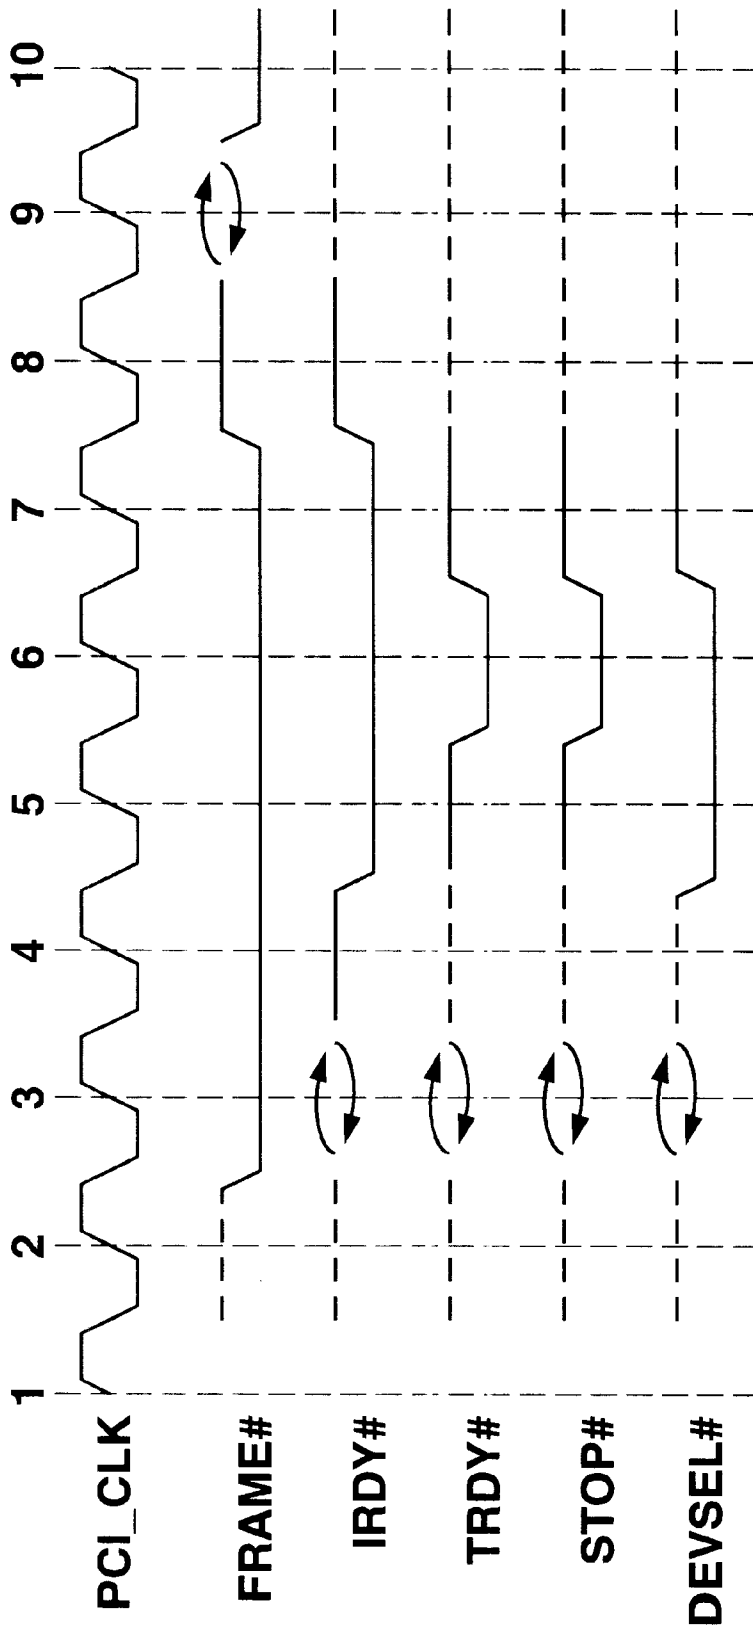 1 2 3 4 5 6 7 8 9 10
PCI_CLK
FRAME#
IRDY#
TRDY#
STOP#
DEVSEL#